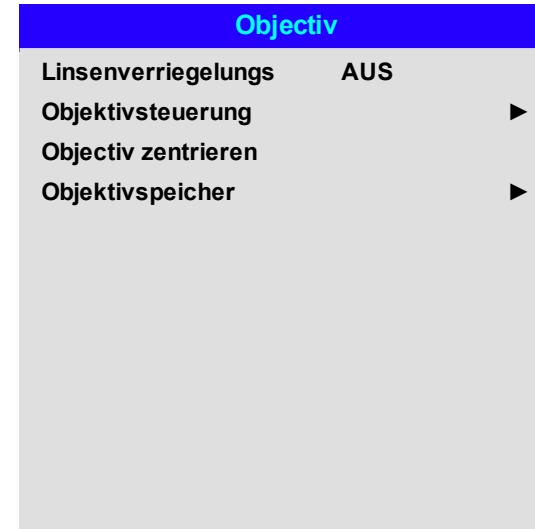 Objectiv
Linsenverriegelungs AUS
Objektivsteuerung ►
Objectiv zentrieren
Objektivspeicher ►